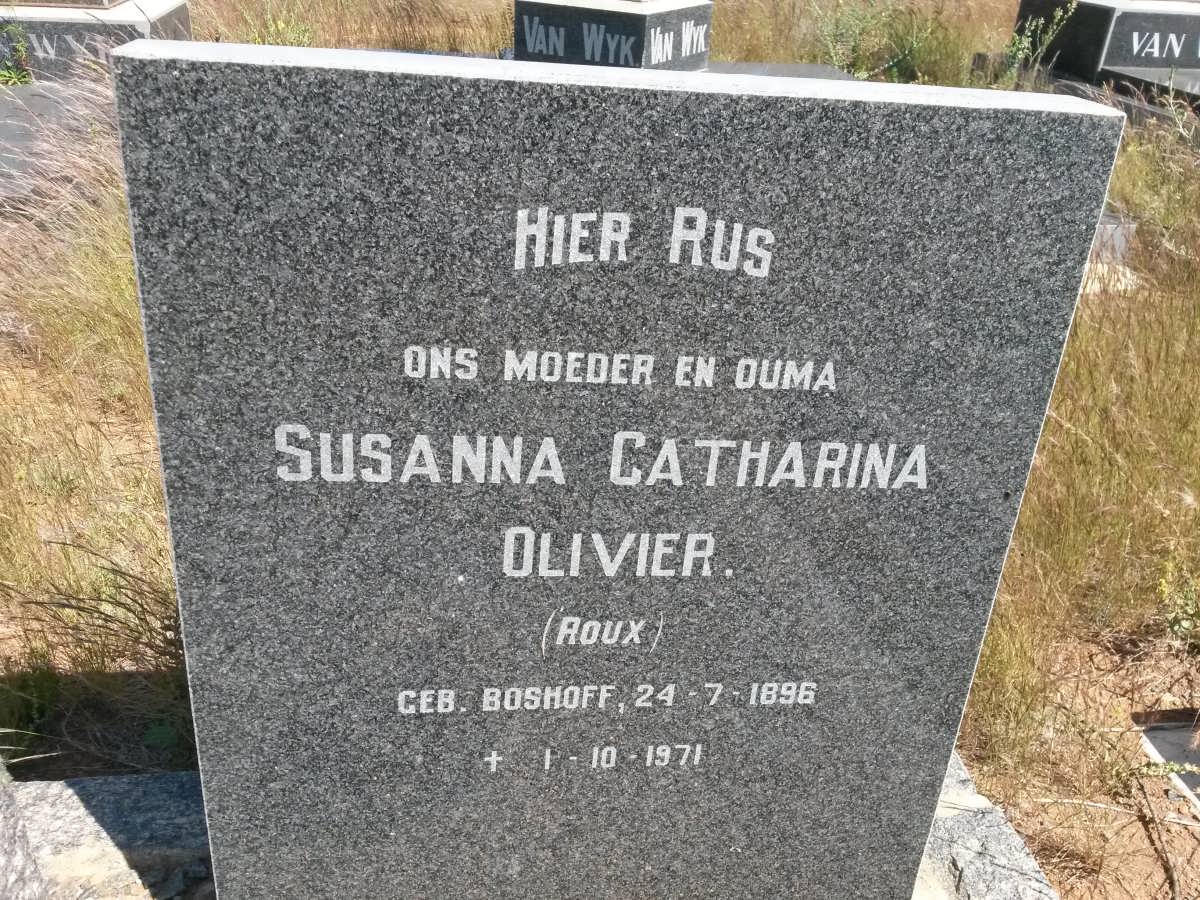 VAN WYK VAN WYK
VAN
HIER RUS
ONS MOEDER EN OUMA
SUSANNA CATHARINA
OLIVIER.
(ROUX)
GEB. BOSHOFF, 24-7-1896
+ 1-10-1971